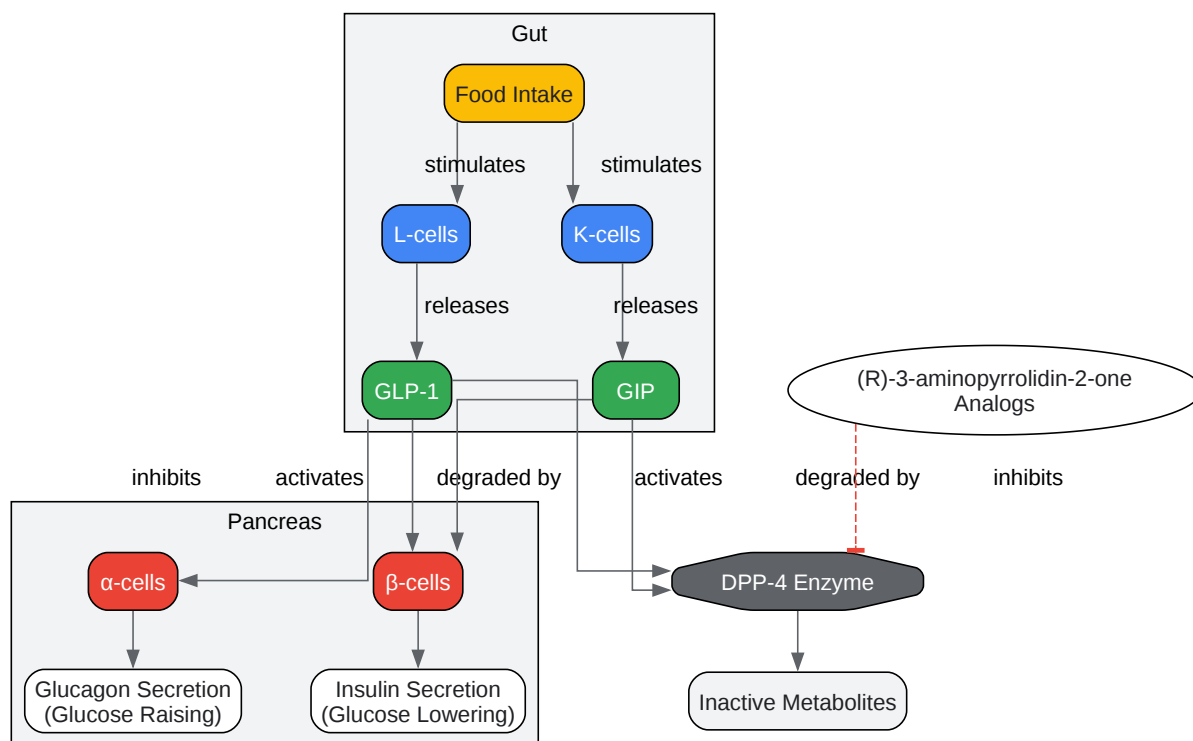 Gut
Food Intake
stimulates
stimulates
L-cells
K-cells
releases
releases
GLP-1
GIP
(R)-3-aminopyrrolidin-2-one
Analogs
inhibits
activates
degraded by
activates
degraded by
inhibits
Pancreas
α-cells
β-cells
DPP-4 Enzyme
Glucagon Secretion
(Glucose Raising)
Insulin Secretion
(Glucose Lowering)
Inactive Metabolites